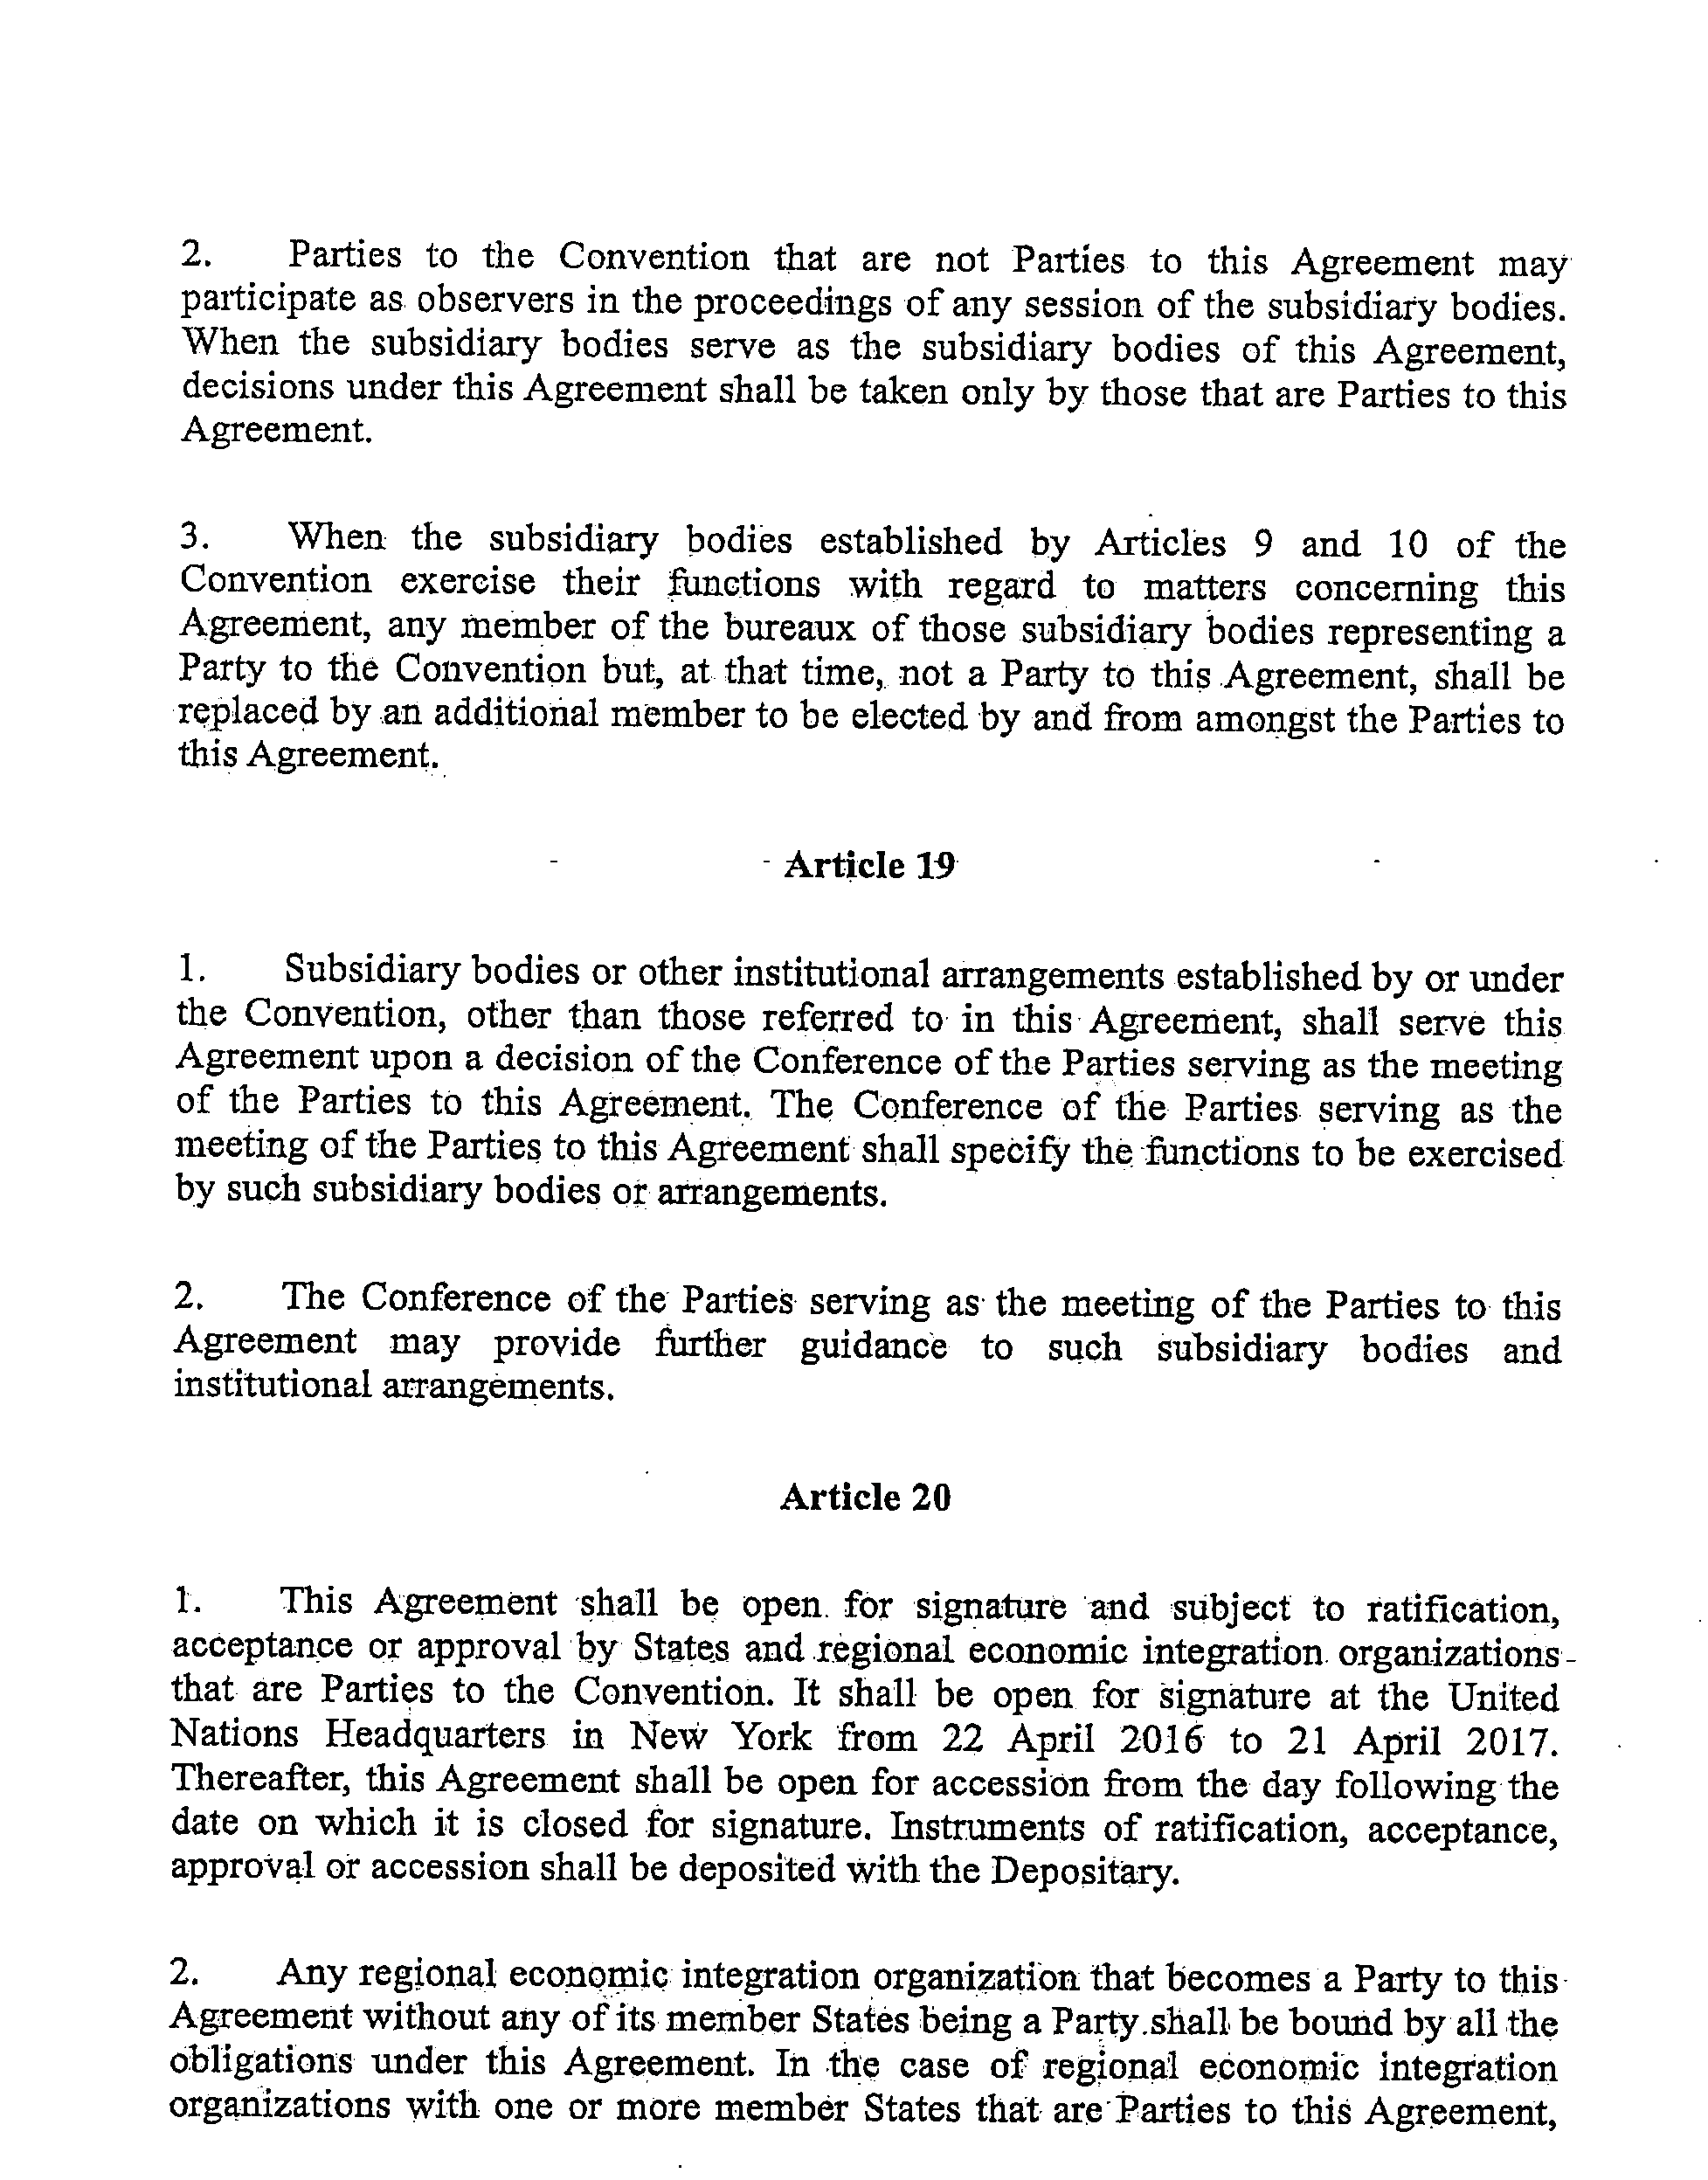 2. Parties to the Convention that are not Parties to this Agreement may
participate as observers in the proceedings of any session of the subsidiary bodies.
When the subsidiary bodies serve as the subsidiary bodies of this Agreement,
decisions under this Agreement shall be taken only by those that are Parties to this
Agreement.
3. When the subsidiary bodies established by Articles 9 and 10 of the
Convention exercise their functions with regard to matters concerning this
Agreement, any member of the bureaux of those subsidiary bodies representing a
Party to the Convention but, at that time, not a Party to this Agreement, shall be
replaced by an additional member to be elected by and from amongst the Parties to
this Agreement.
Article 19
1. Subsidiary bodies or other institutional arrangements established by or under
the Convention, other than those referred to in this Agreement, shall serve this
Agreement upon a decision of the Conference of the Parties serving as the meeting
of the Parties to this Agreement. The Conference of the Parties serving as the
meeting of the Parties to this Agreement shall specify the functions to be exercised
by such subsidiary bodies or arrangements.
2. The Conference of the Parties serving as the meeting of the Parties to this
Agreement may provide further guidance to such subsidiary bodies and
institutional arrangements.
Article 20
1. This Agreement shall be open for signature and subject to ratification,
acceptance or approval by States and regional economic integration organizations
that are Parties to the Convention. It shall be open for signature at the United
Nations Headquarters in New York from 22 April 2016 to 21 April 2017.
Thereafter, this Agreement shall be open for accession from the day following the
date on which it is closed for signature. Instruments of ratification, acceptance,
approval or accession shall be deposited with the Depositary.
2. Any regional economic integration organization that becomes a Party to this
Agreement without any of its member States being a Party shall be bound by all the
obligations under this Agreement. In the case of regional economic integration
organizations with one or more member States that are Parties to this Agreement,